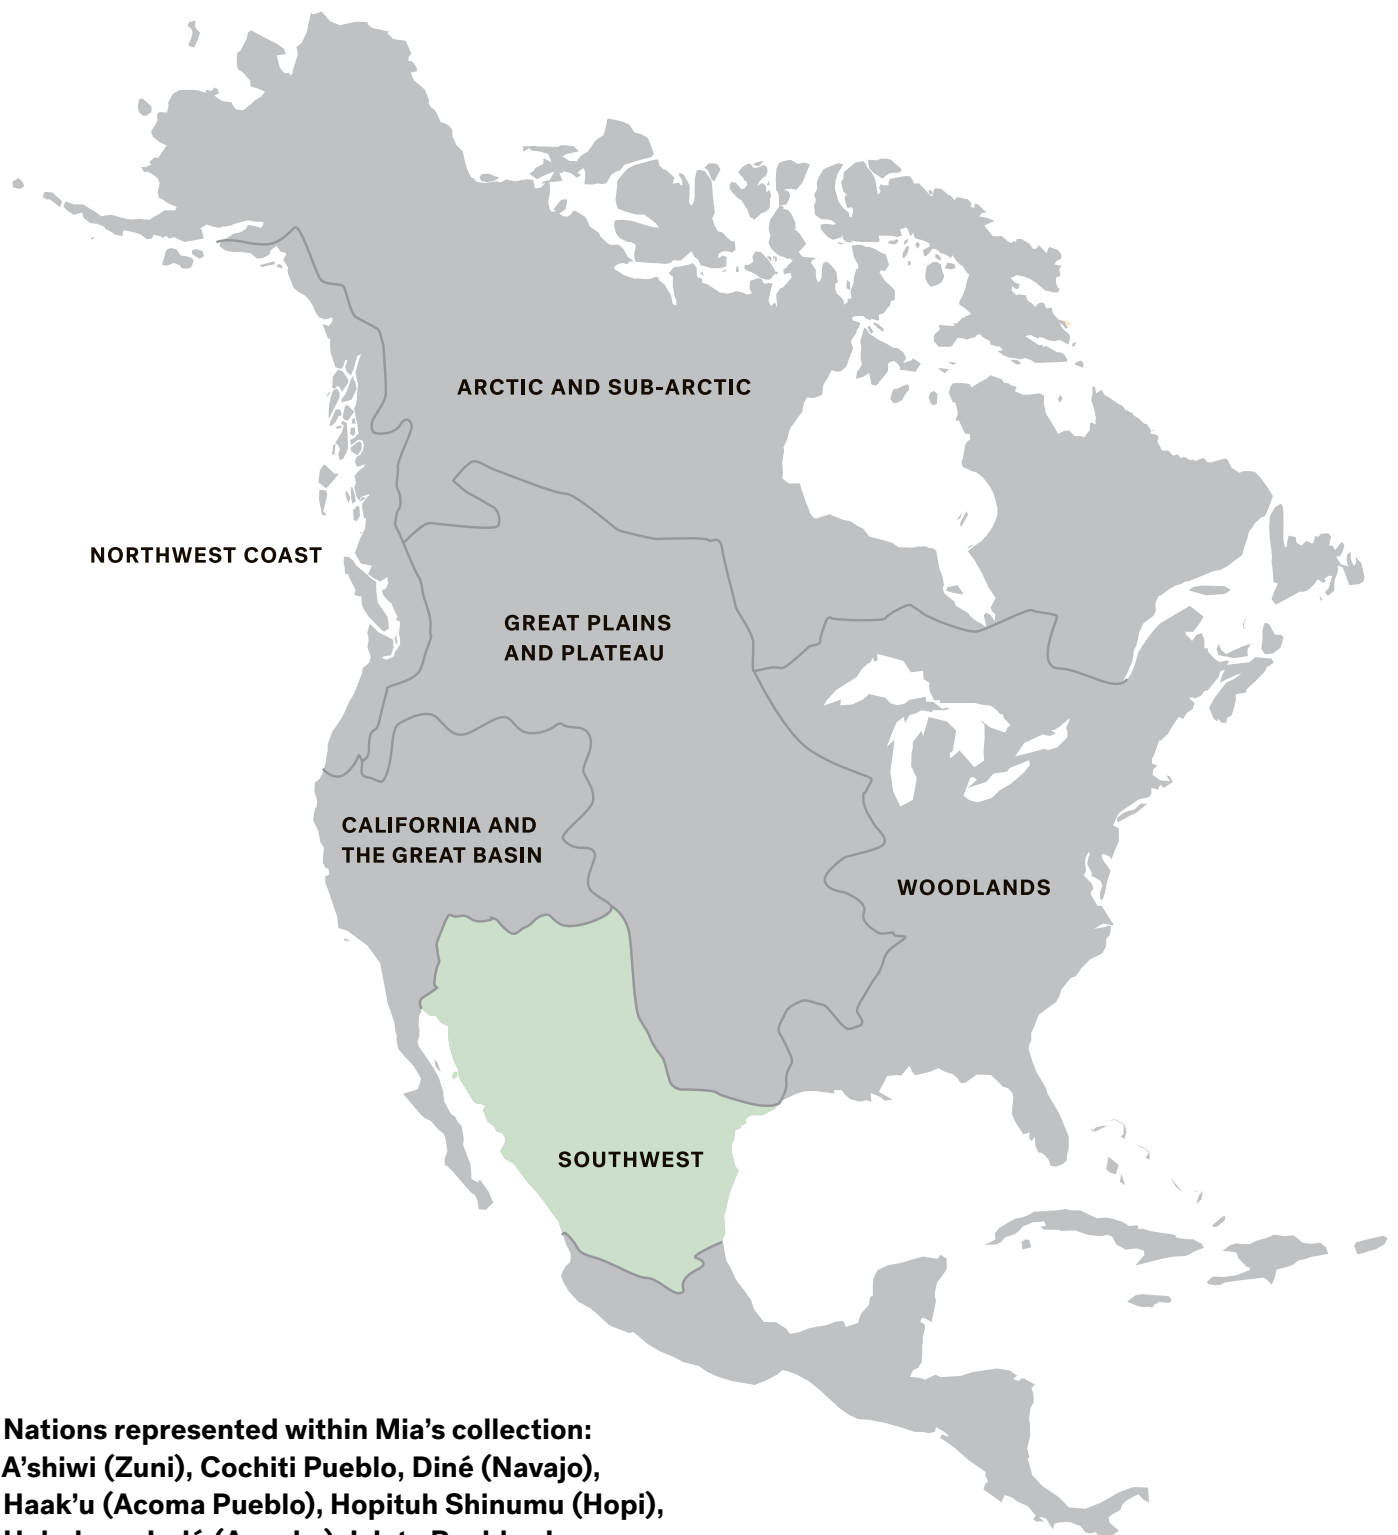 ARCTIC AND SUB-ARCTIC
NORTHWEST COAST
GREAT PLAINS
AND PLATEAU
CALIFORNIA AND
THE GREAT BASIN
WOODLANDS
SOUTHWEST
Nations represented within Mia’s collection:
A’shiwi (Zuni), Cochiti Pueblo, Diné (Navajo),
Haak’u (Acoma Pueblo), Hopituh Shinumu (Hopi),